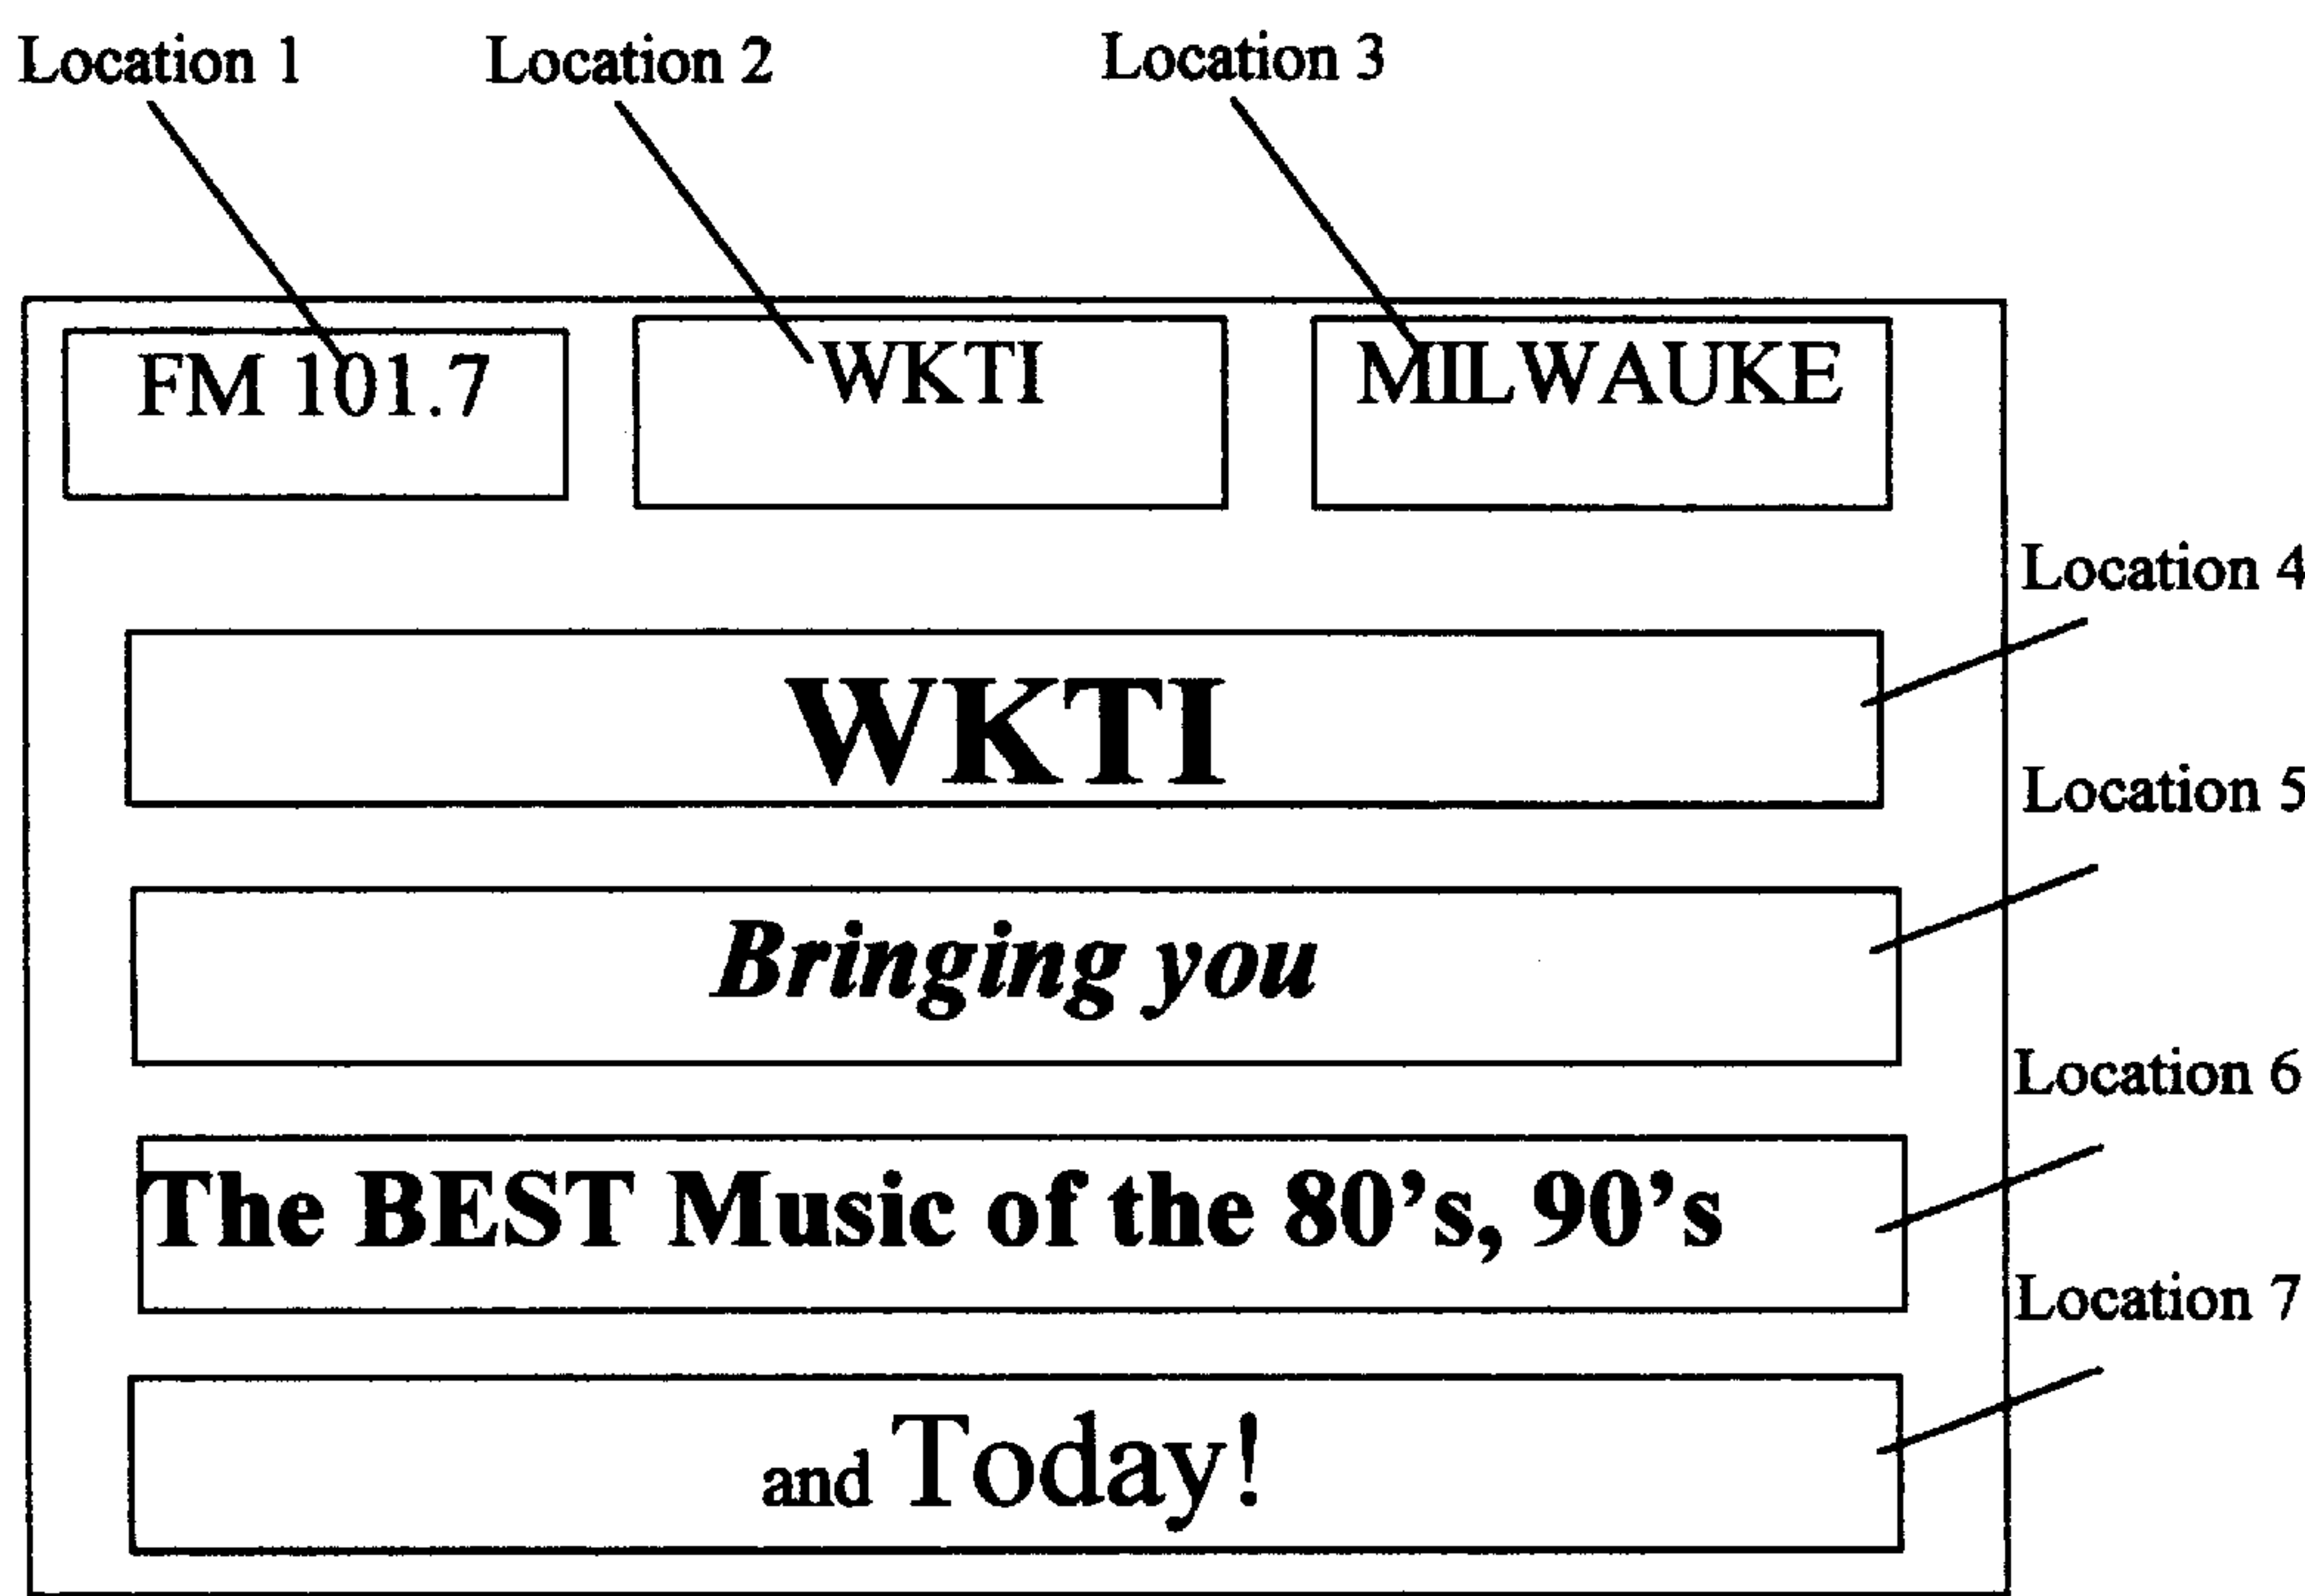 Location 1 Location 2 Location 3
FM 101.7 WKTI MILWAUKE
Location 4
WKTI
Location 5
Bringing you
Location 6
The BEST Music of the 80's, 90's
Location 7
and Today!